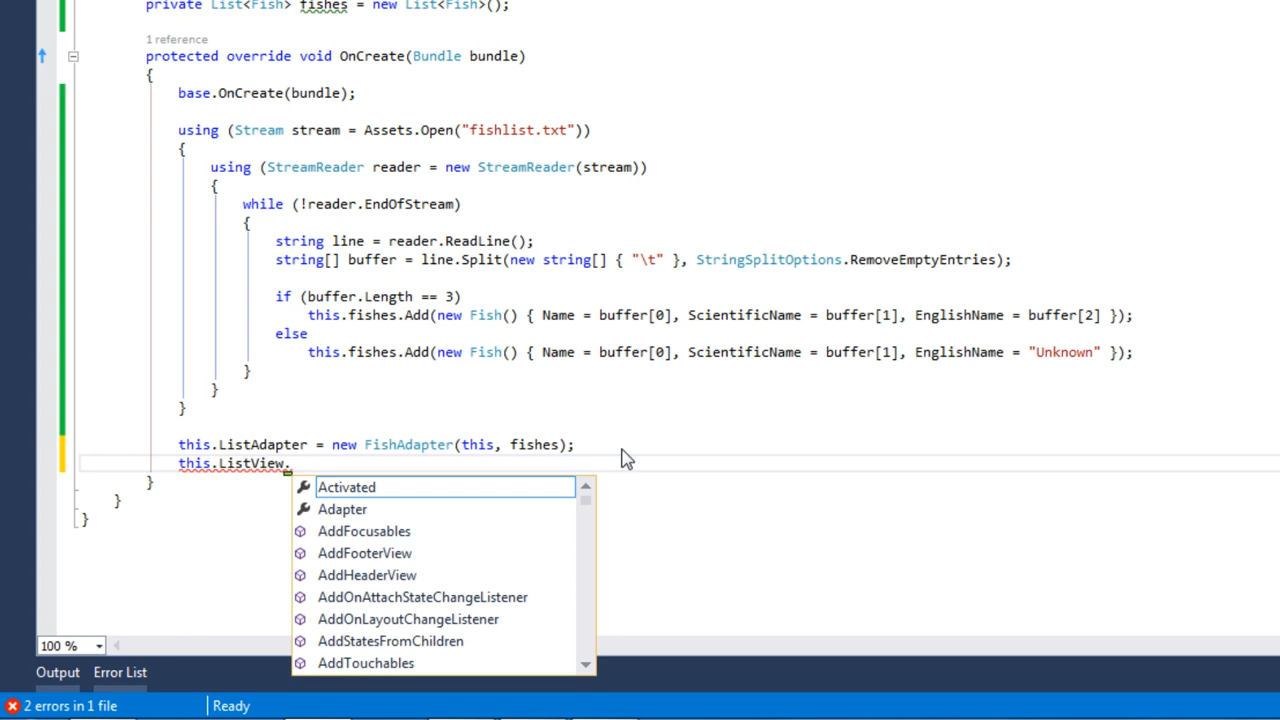 private List<Fish> fishes = new List<Fish>();
1 reference
protected override void OnCreate(Bundle bundle)
{
base.OnCreate(bundle);
using (Stream stream = Assets.Open("fishlist.txt"))
{
using (StreamReader reader = new StreamReader(stream))
{
while (!reader.EndOfStream)
{
string line = reader.ReadLine();
string[] buffer = line.Split(new string[] { "\t" }, StringSplitOptions.RemoveEmptyEntries);
if (buffer.Length == 3)
this.fishes.Add(new Fish() { Name = buffer[0], ScientificName = buffer[1], EnglishName = buffer[2] });
else
this.fishes.Add(new Fish() { Name = buffer[0], ScientificName = buffer[1], EnglishName = "Unknown" });
}
}
}
this.ListAdapter = new FishAdapter(this, fishes);
this.ListView.
}
}
}
Activated
Adapter
AddFocusables
AddFooterView
AddHeaderView
AddOnAttachStateChangeListener
AddOnLayoutChangeListener
AddStatesFromChildren
AddTouchables
100 %
Output Error List
2 errors in 1 file Ready